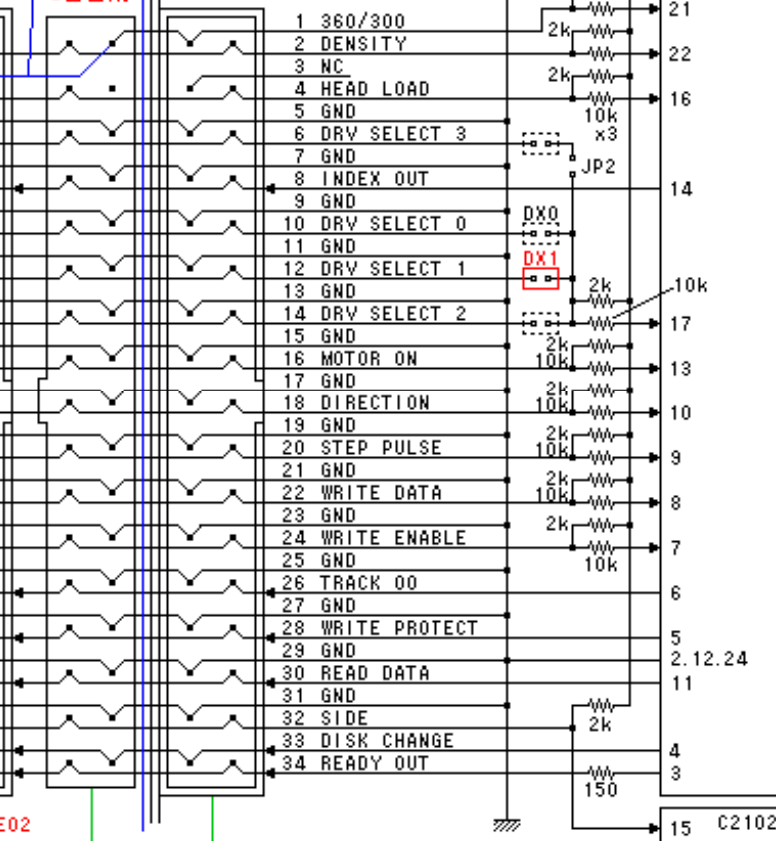 1 360/300 21
2k
2 DENSITY 22
3 NC 2k
4 HEAD LOAD 16
5 GND 10k
6 DRV SELECT 3 x3
7 GND JP2
8 INDEX OUT 14
9 GND DX0
10 DRV SELECT 0
11 GND DX1
12 DRV SELECT 1
13 GND 2k 10k
14 DRV SELECT 2 17
15 GND 2k
16 MOTOR ON 10k 13
17 GND 2k
18 DIRECTION 10k 10
19 GND 2k
20 STEP PULSE 10k 9
21 GND 2k
22 WRITE DATA 10k 8
23 GND 2k
24 WRITE ENABLE 7
25 GND 10k
26 TRACK 00 6
27 GND
28 WRITE PROTECT 5
29 GND 2.12.24
30 READ DATA 11
31 GND
32 SIDE 2k
33 DISK CHANGE 4
34 READY OUT 3
150
E02 15 C2102